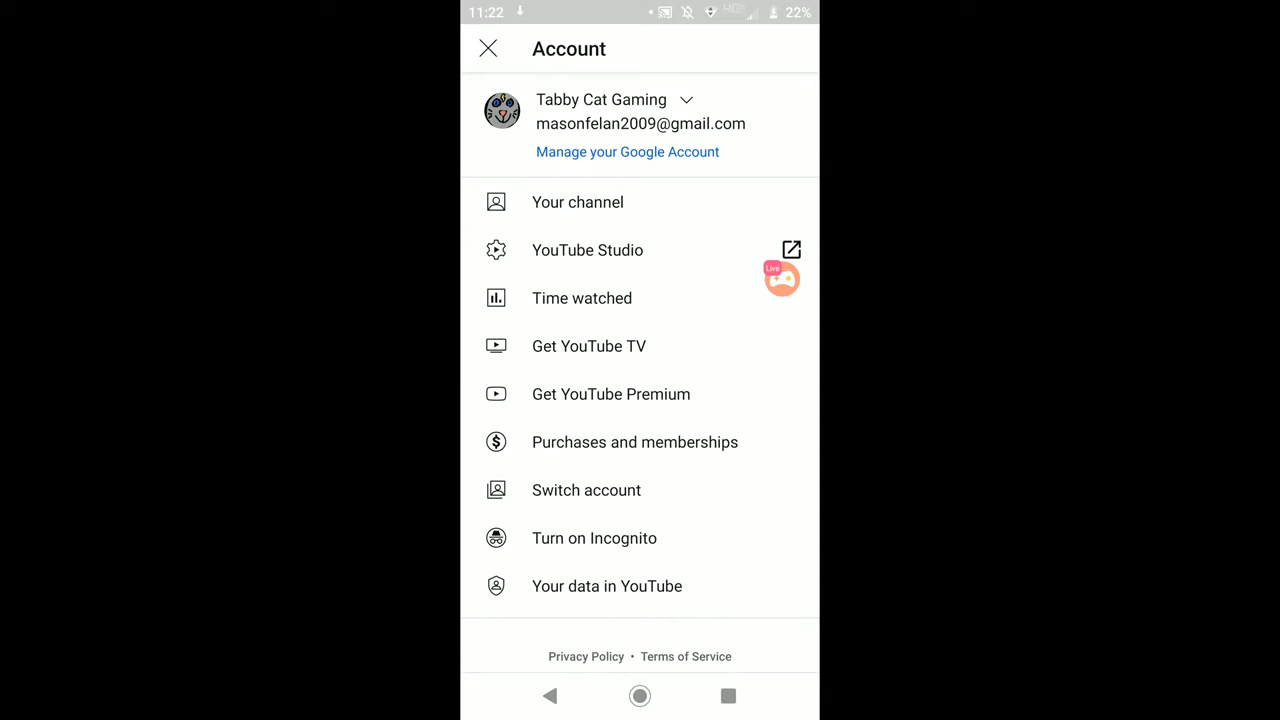 11:22 4G 22%
Account
Tabby Cat Gaming
masonfelan2009@gmail.com
Manage your Google Account
Your channel
YouTube Studio
Live
Time watched
Get YouTube TV
Get YouTube Premium
Purchases and memberships
Switch account
Turn on Incognito
Your data in YouTube
Privacy Policy • Terms of Service